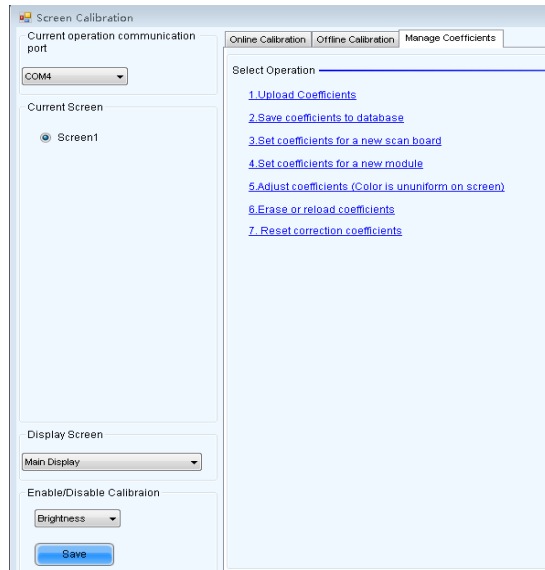 Screen Calibration
Current operation communication
port
COM4
Current Screen
Screen1
Display Screen
Main Display
Enable/Disable Calibraion
Brightness
Save
Online Calibration
Offline Calibration
Manage Coefficients
Select Operation
1.Upload Coefficients
2.Save coefficients to database
3.Set coefficients for a new scan board
4.Set coefficients for a new module
5.Adjust coefficients (Color is ununiform on screen)
6.Erase or reload coefficients
7. Reset correction coefficients